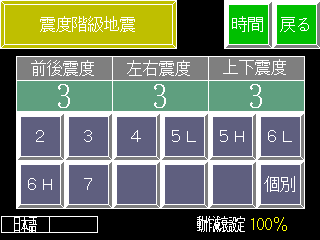 震度階級地震 時間 戻る
前後震度 左右震度 上下震度
3 3 3
2 3 4 5L 5H 6L
6H 7 個別
日本語 動作減衰設定 100%